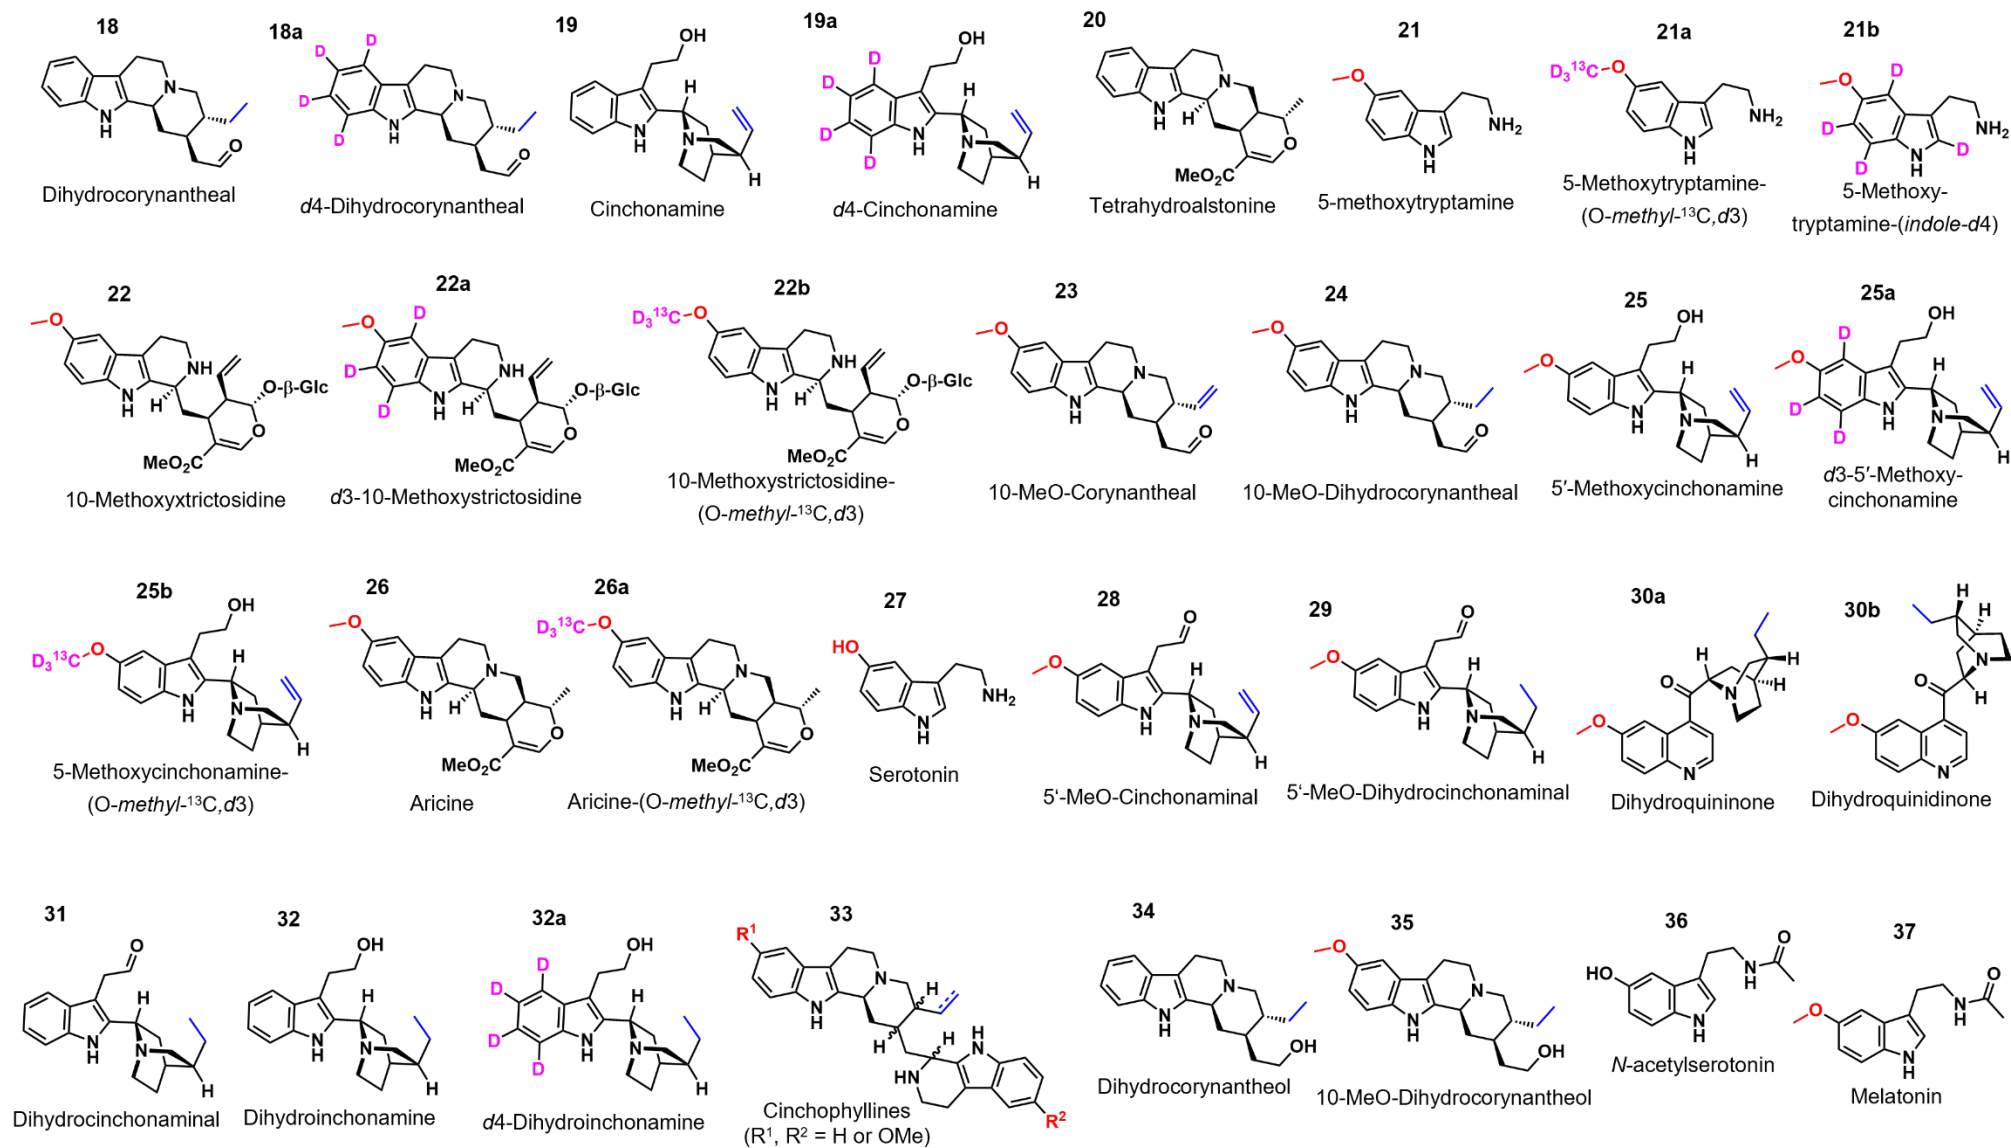 18
18a
19
19a
20
21
21a
21b
Dihydrocorynantheal
d4-Dihydrocorynantheal
Cinchonamine
d4-Cinchonamine
Tetrahydroalstonine
5-methoxytryptamine
5-Methoxytryptamine-
(O-methyl-¹³C,d3)
5-Methoxy-
tryptamine-(indole-d4)
22
22a
22b
23
24
25
25a
10-Methoxyxtrictosidine
d3-10-Methoxystrictosidine
10-Methoxystrictosidine-
(O-methyl-¹³C,d3)
10-MeO-Corynantheal
10-MeO-Dihydrocorynantheal
5′-Methoxycinchonamine
d3-5′-Methoxy-
cinchonamine
25b
26
26a
27
28
29
30a
30b
5-Methoxycinchonamine-
(O-methyl-¹³C,d3)
Aricine
Aricine-(O-methyl-¹³C,d3)
Serotonin
5‘-MeO-Cinchonaminal
5‘-MeO-Dihydrocinchonaminal
Dihydroquininone
Dihydroquinidinone
31
32
32a
33
34
35
36
37
Dihydrocinchonaminal
Dihydroinchonamine
d4-Dihydroinchonamine
Cinchophyllines
(R¹, R² = H or OMe)
Dihydrocorynantheol
10-MeO-Dihydrocorynantheol
N-acetylserotonin
Melatonin